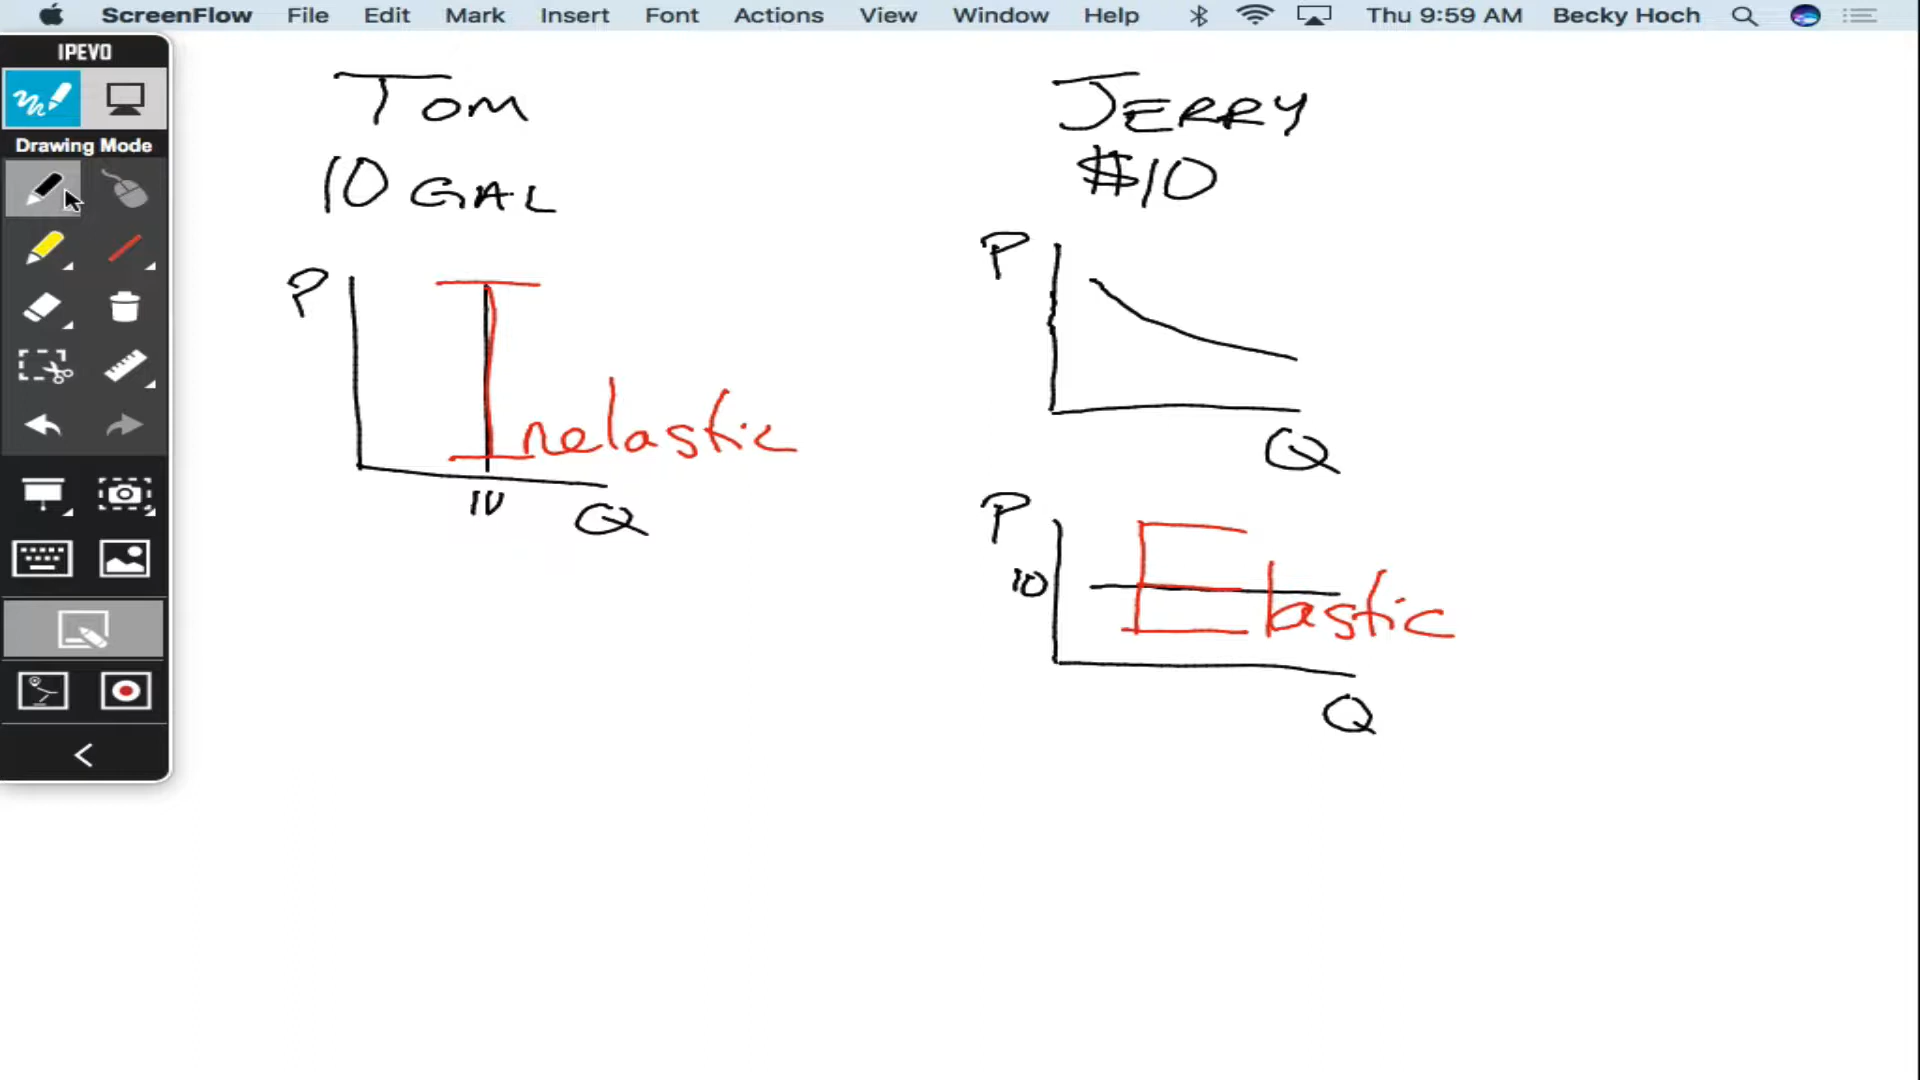 ScreenFlow File Edit Mark Insert Font Actions View Window Help Thu 9:59 AM Becky Hoch
IPEVO
Drawing Mode
TOM
10 GAL
P
Inelastic
10
Q
JERRY
$10
P
Q
P
10
Elastic
Q